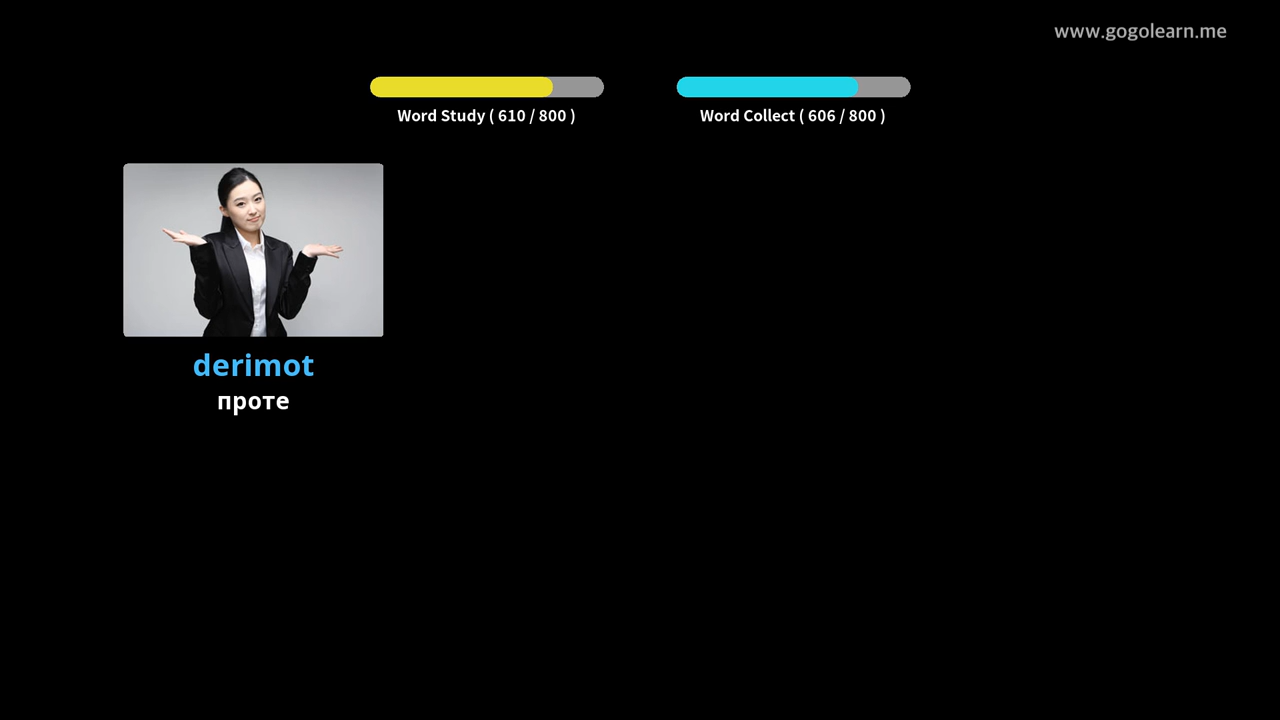 www.gogolearn.me
Word Study ( 610 / 800 )
Word Collect ( 606 / 800 )
derimot
проте